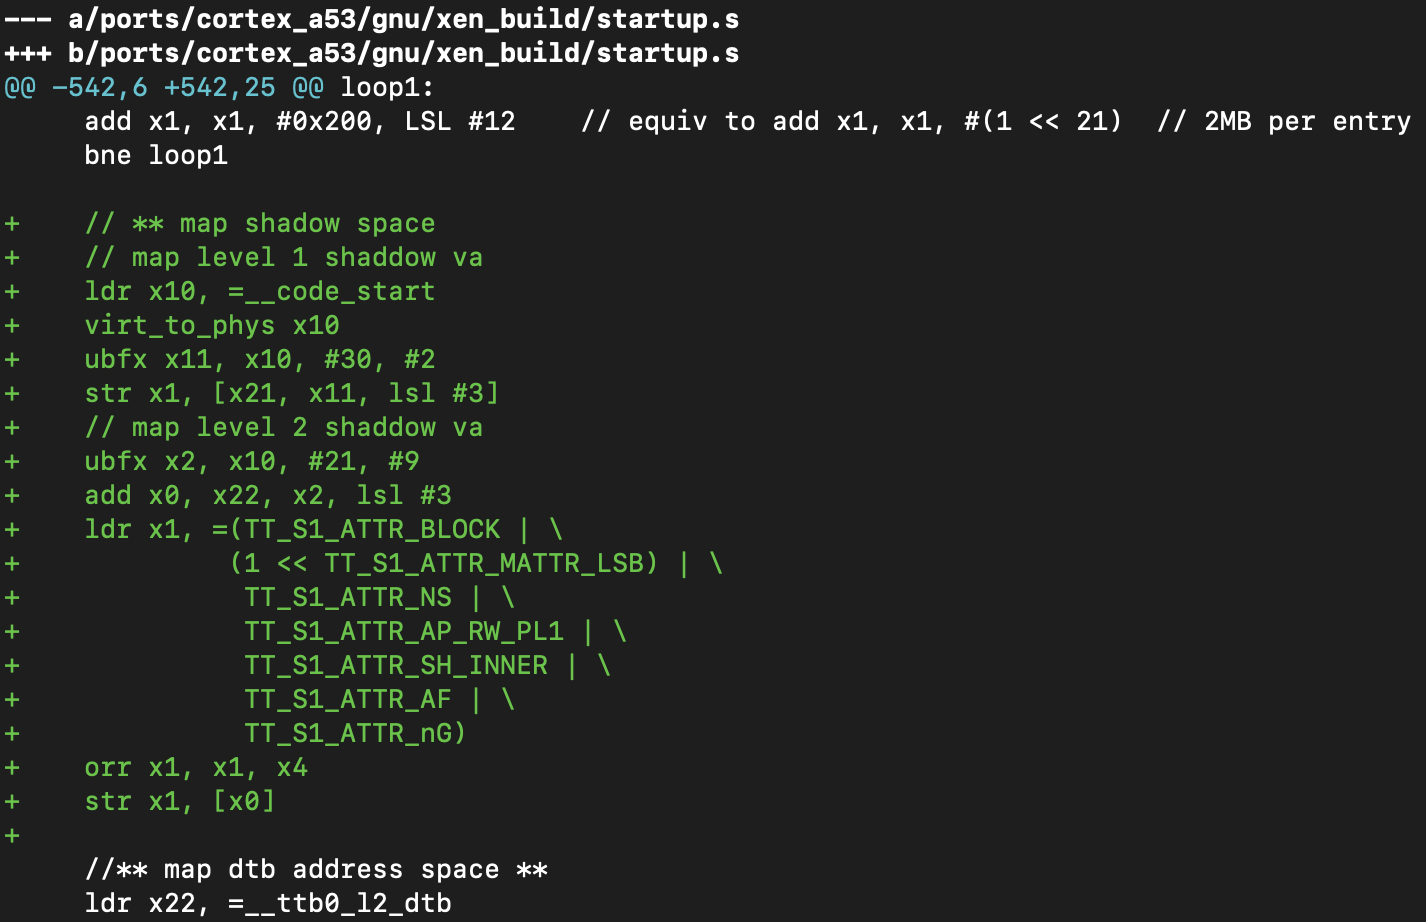 --- a/ports/cortex_a53/gnu/xen_build/startup.s
+++ b/ports/cortex_a53/gnu/xen_build/startup.s
@@ -542,6 +542,25 @@ loop1:
     add x1, x1, #0x200, LSL #12    // equiv to add x1, x1, #(1 << 21)  // 2MB per entry
     bne loop1

+    // ** map shadow space
+    // map level 1 shaddow va
+    ldr x10, =__code_start
+    virt_to_phys x10
+    ubfx x11, x10, #30, #2
+    str x1, [x21, x11, lsl #3]
+    // map level 2 shaddow va
+    ubfx x2, x10, #21, #9
+    add x0, x22, x2, lsl #3
+    ldr x1, =(TT_S1_ATTR_BLOCK | \
+             (1 << TT_S1_ATTR_MATTR_LSB) | \
+              TT_S1_ATTR_NS | \
+              TT_S1_ATTR_AP_RW_PL1 | \
+              TT_S1_ATTR_SH_INNER | \
+              TT_S1_ATTR_AF | \
+              TT_S1_ATTR_nG)
+    orr x1, x1, x4
+    str x1, [x0]
+
     //** map dtb address space **
     ldr x22, =__ttb0_l2_dtb